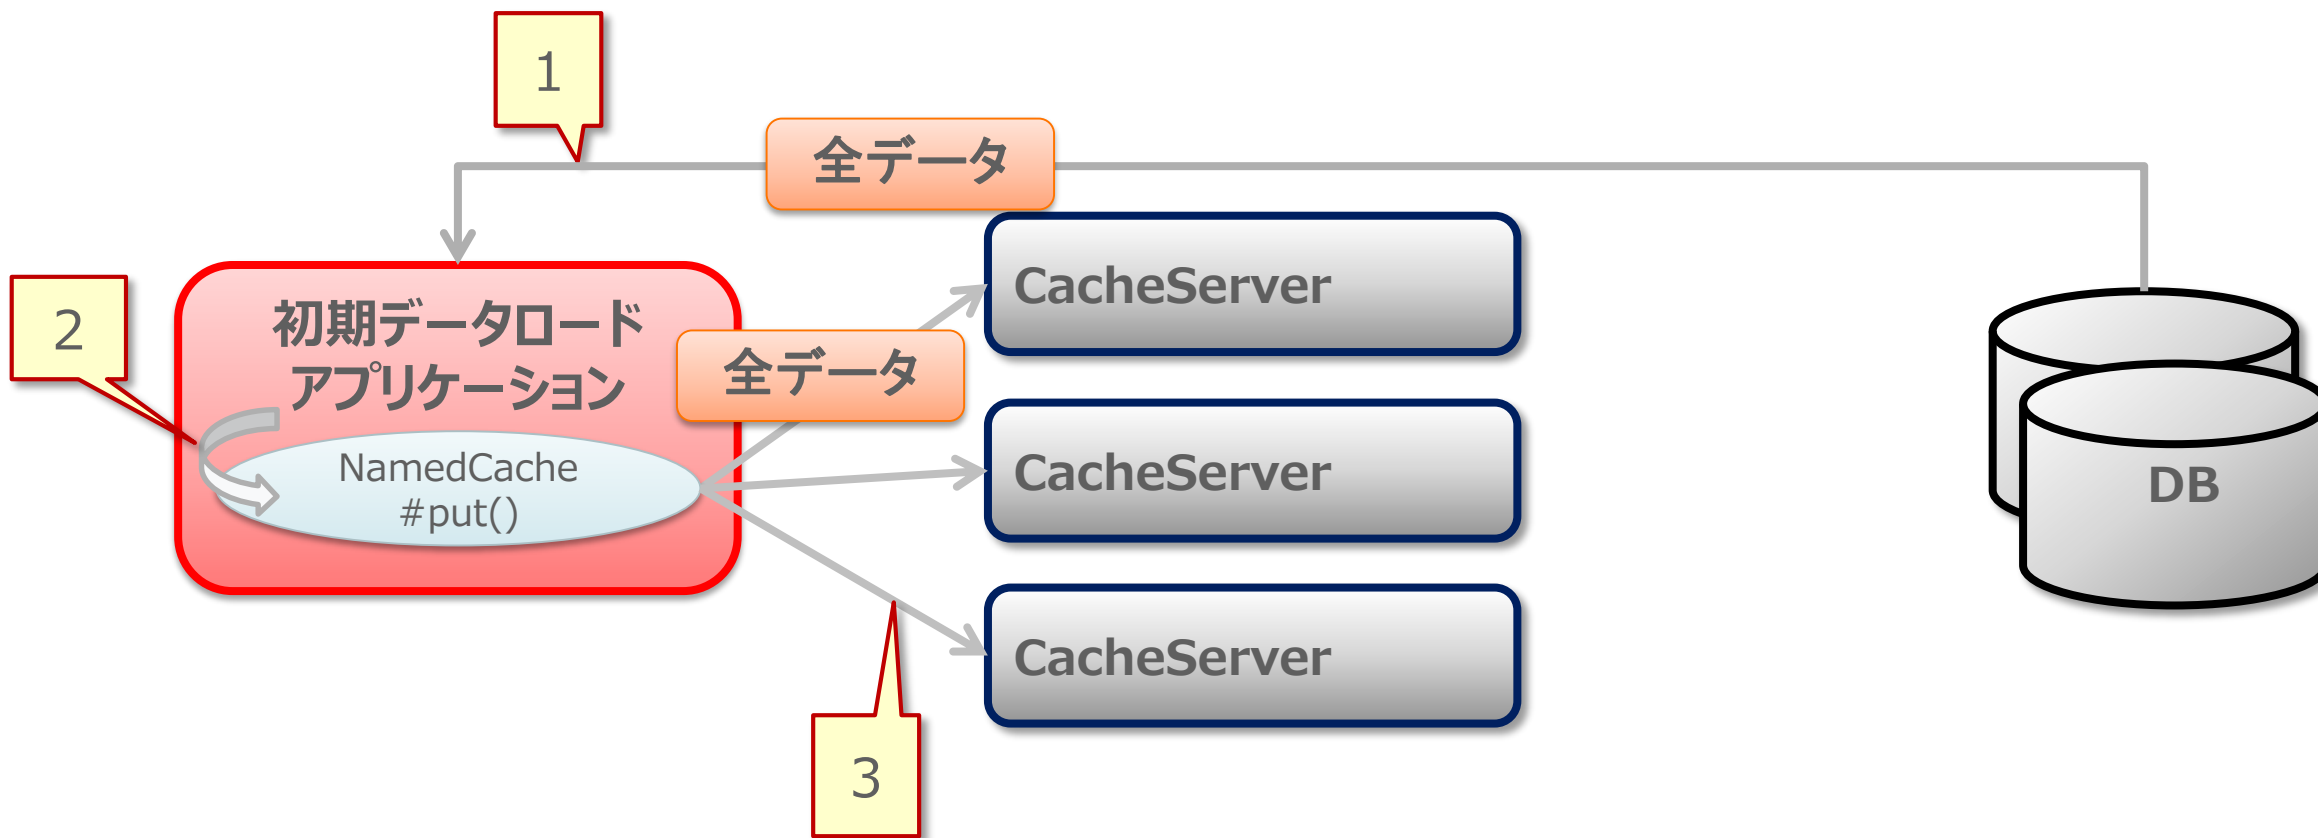 1
全データ
CacheServer
2
初期データロード
アプリケーション
全データ
NamedCache
#put()
CacheServer
DB
CacheServer
3